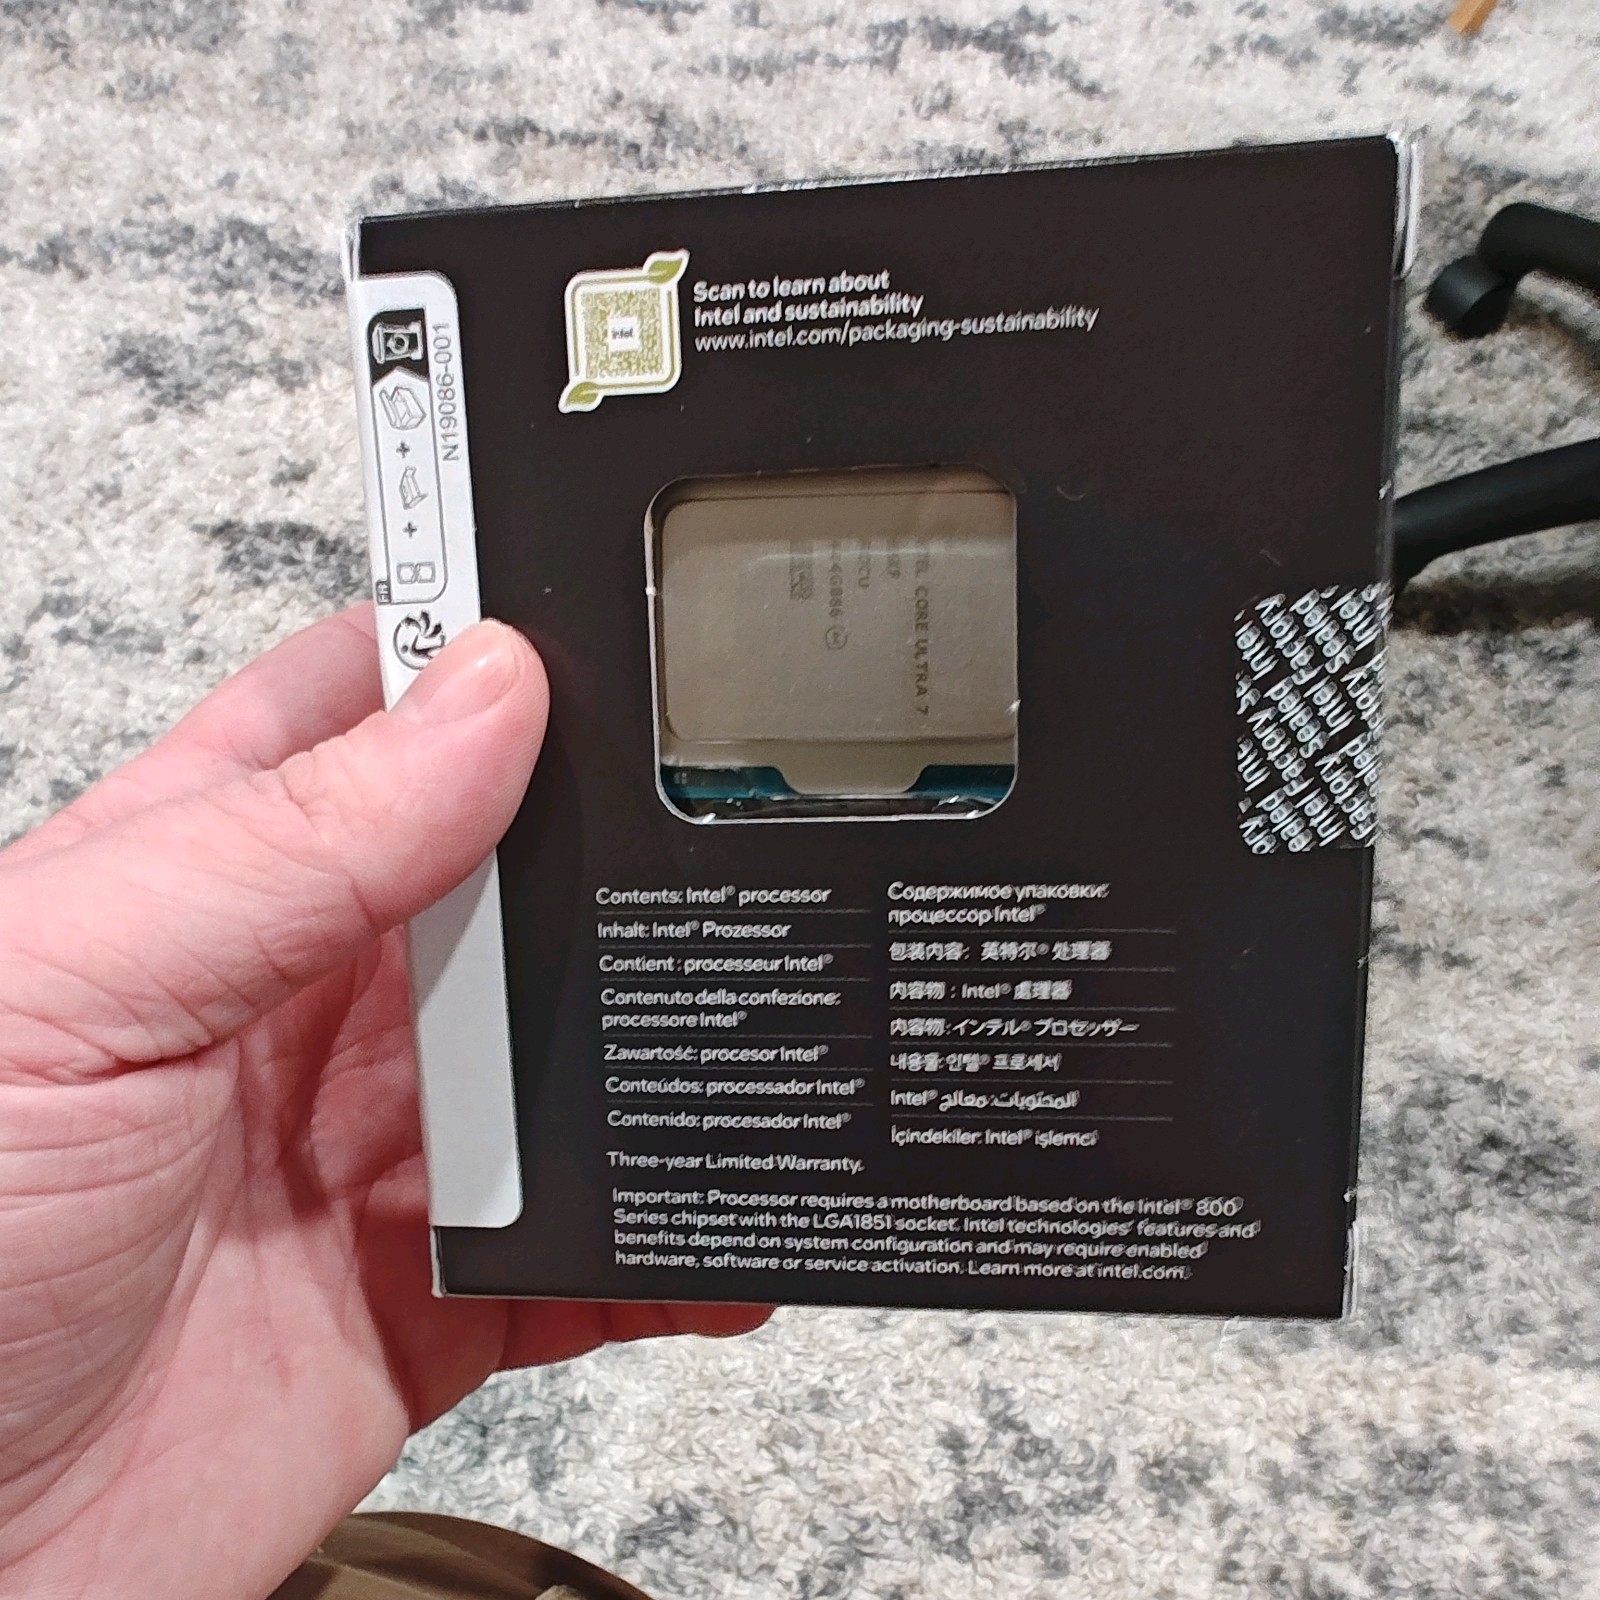 Scan to learn about
Intel and sustainability
www.intel.com/packaging-sustainability
intel
N19086-001
FR
CORE ULTRA 7
Contents: Intel® processor
Inhalt: Intel® Prozessor
Contient : processeur Intel®
Contenuto della confezione:
processore Intel®
Zawartość: procesor Intel®
Conteúdos: processador Intel®
Contenido: procesador Intel®
Содержимое упаковки:
процессор Intel®
包装内容：英特尔® 处理器
內容物：Intel® 處理器
内容物:インテル® プロセッサー
내용물: 인텔® 프로세서
المحتويات: معالج Intel®
İçindekiler: Intel® işlemci
Three-year Limited Warranty.
Important: Processor requires a motherboard based on the Intel® 800
Series chipset with the LGA1851 socket. Intel technologies' features and
benefits depend on system configuration and may require enabled
hardware, software or service activation. Learn more at intel.com.
Intel Factory Sealed